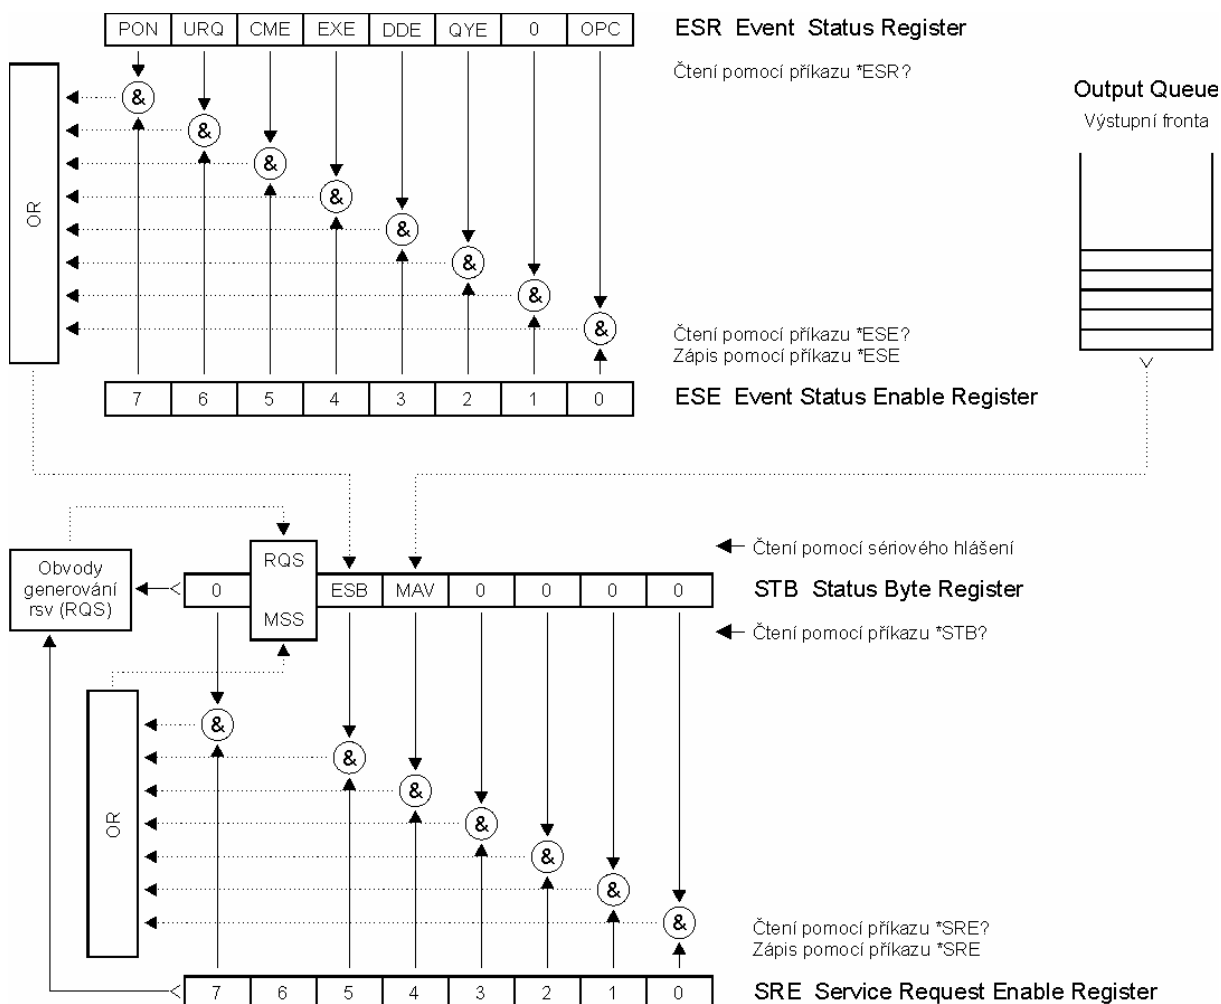 PON URQ CME EXE DDE QYE 0 OPC
ESR Event Status Register
Čtení pomocí příkazu *ESR?
Output Queue
Výstupní fronta
&
&
&
&
&
&
&
&
OR
Čtení pomocí příkazu *ESE?
Zápis pomocí příkazu *ESE
7 6 5 4 3 2 1 0
ESE Event Status Enable Register
Obvody
generování
rsv (RQS)
RQS
MSS
0 ESB MAV 0 0 0 0
Čtení pomocí sériového hlášení
STB Status Byte Register
Čtení pomocí příkazu *STB?
&
&
&
&
&
&
&
OR
Čtení pomocí příkazu *SRE?
Zápis pomocí příkazu *SRE
7 6 5 4 3 2 1 0
SRE Service Request Enable Register